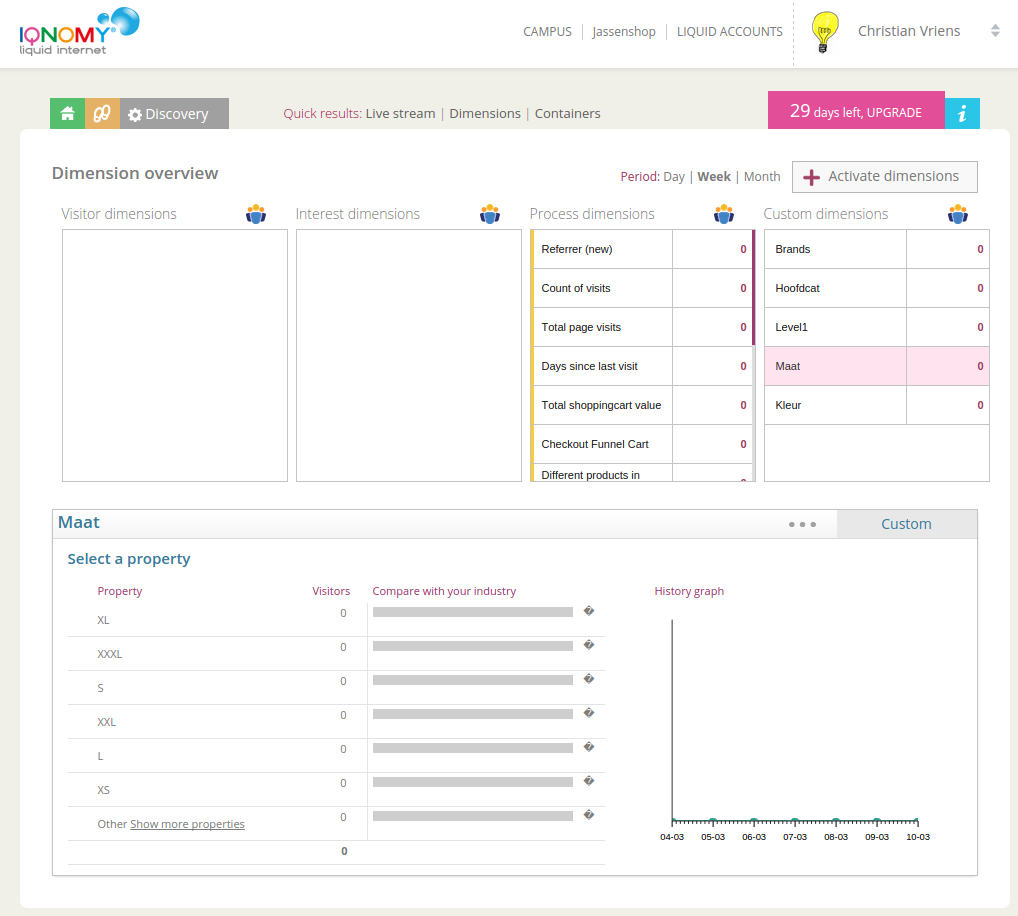 IQNOMY
liquid internet
CAMPUS
Jassenshop
LIQUID ACCOUNTS
Christian Vriens
Discovery
Quick results: Live stream | Dimensions | Containers
29 days left, UPGRADE
i
Dimension overview
Period: Day | Week | Month
Activate dimensions
Visitor dimensions
Interest dimensions
Process dimensions
Custom dimensions
Referrer (new) 0
Count of visits 0
Total page visits 0
Days since last visit 0
Total shoppingcart value 0
Checkout Funnel Cart 0
Different products in
Brands 0
Hoofdcat 0
Level1 0
Maat 0
Kleur 0
Maat
Custom
Select a property
Property Visitors Compare with your industry
XL 0 �
XXXL 0 �
S 0 �
XXL 0 �
L 0 �
XS 0 �
Other Show more properties 0 �
0
History graph
04-03 05-03 06-03 07-03 08-03 09-03 10-03